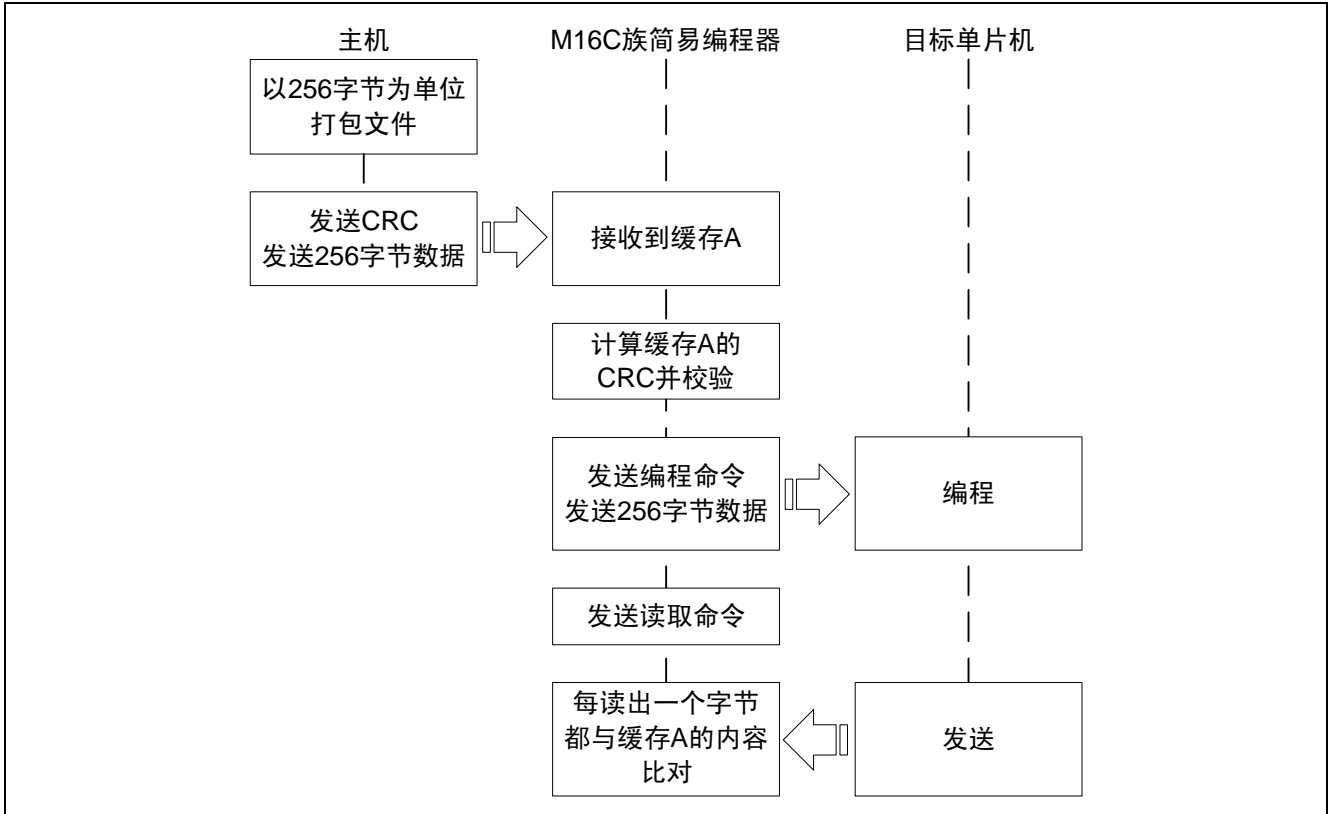 主机
M16C族简易编程器
目标单片机
以256字节为单位
打包文件
发送CRC
发送256字节数据
接收到缓存A
计算缓存A的
CRC并校验
发送编程命令
发送256字节数据
编程
发送读取命令
每读出一个字节
都与缓存A的内容
比对
发送